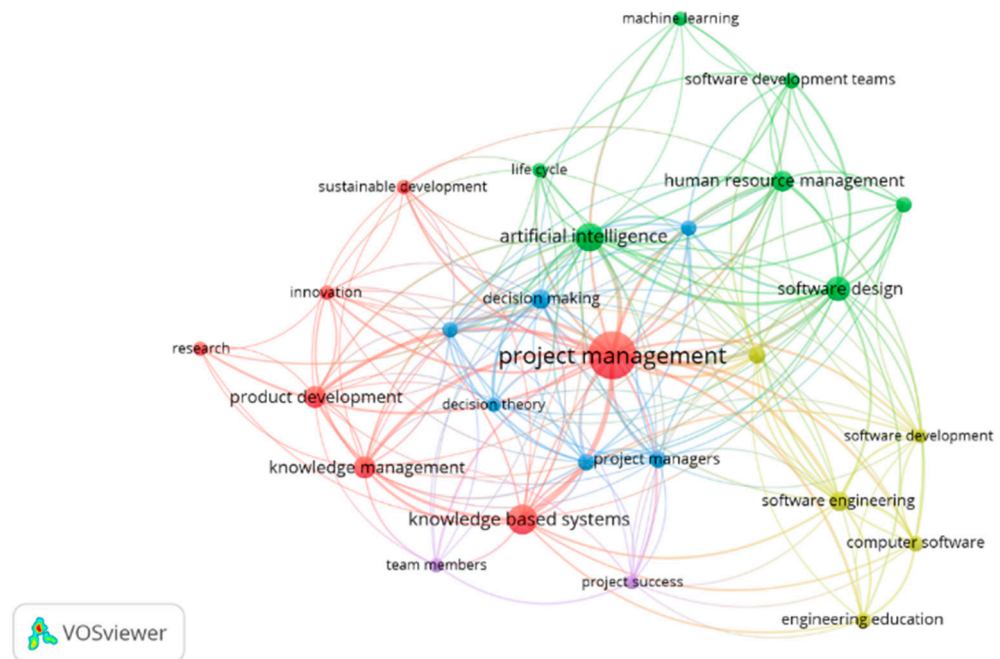 machine learning
software development teams
life cycle
human resource management
sustainable development
artificial intelligence
software design
innovation
decision making
research
project management
product development
decision theory
software development
knowledge management
project managers
software engineering
knowledge based systems
computer software
team members
project success
engineering education
VOSviewer